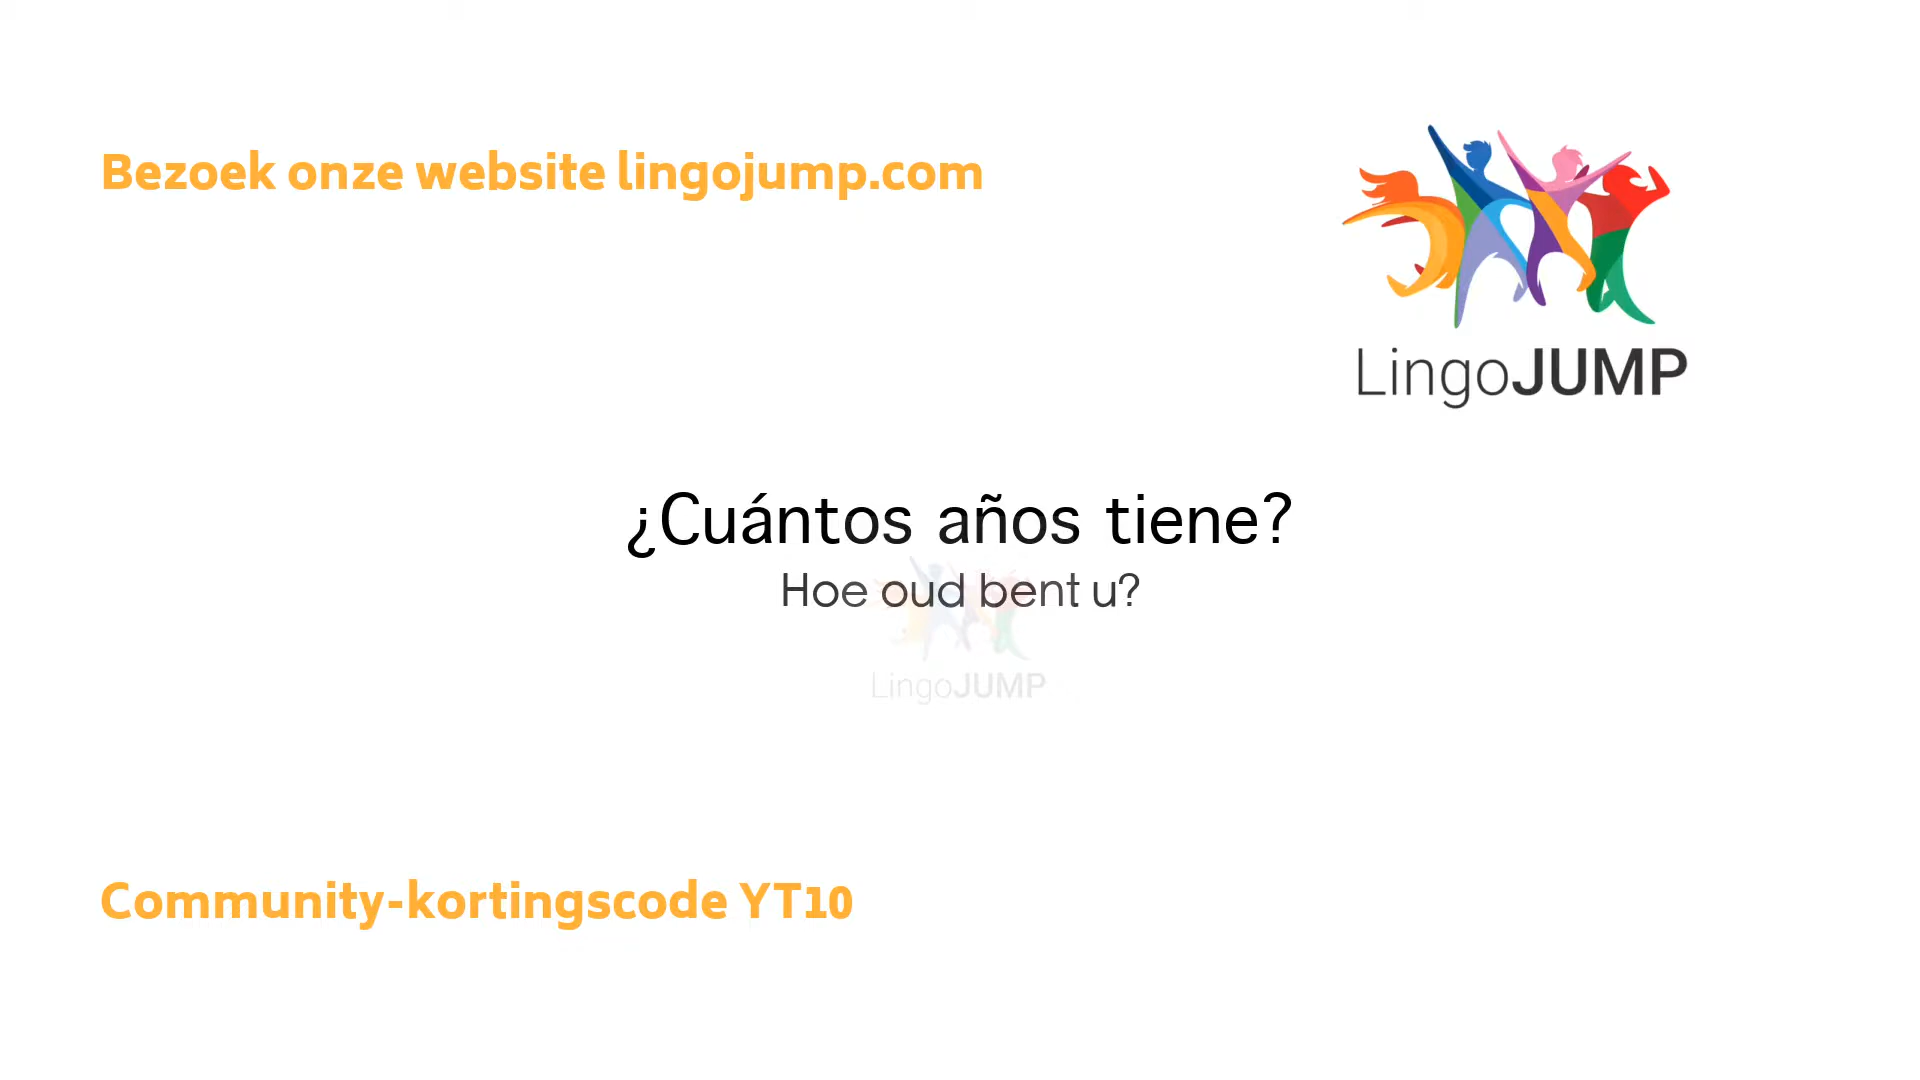 Bezoek onze website lingojump.com
LingoJUMP
¿Cuántos años tiene?
Hoe oud bent u?
LingoJUMP
Community-kortingscode YT10